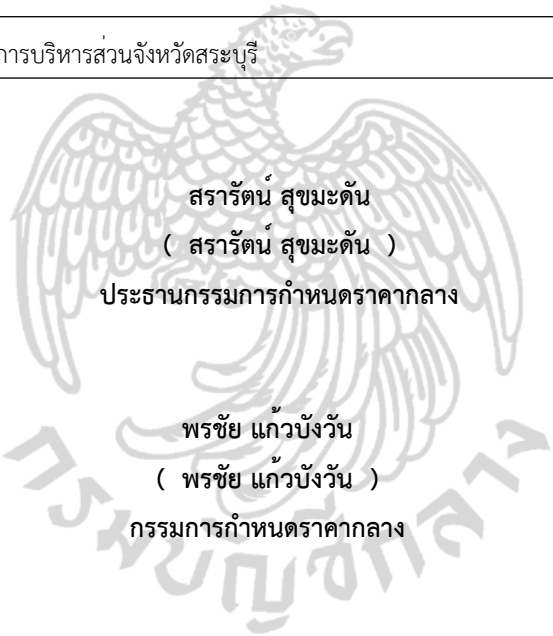 การบริหารส่วนจังหวัดสระบุรี
สรารัตน์ สุขมะดัน
( สรารัตน์ สุขมะดัน )
ประธานกรรมการกำหนดราคากลาง
พรชัย แก้วบังวัน
( พรชัย แก้วบังวัน )
กรรมการกำหนดราคากลาง
กรมบัญชีกลาง